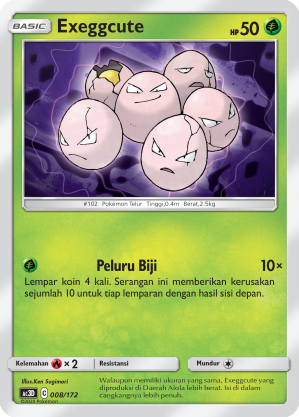 BASIC
Exeggcute
HP50
#102 Pokémon Telur Tinggi,0.4m Berat,2.5kg
Peluru Biji 10×
Lempar koin 4 kali. Serangan ini memberikan kerusakan
sejumlah 10 untuk tiap lemparan dengan hasil sisi depan.
Kelemahan × 2 Resistansi Mundur
Illus.Ken Sugimori
AC3D G 008/172
©2020 Pokémon
Walaupun memiliki ukuran yang sama, Exeggcute yang
diproduksi di Daerah Alola lebih berat. Isi di dalam
cangkangnya lebih penuh.